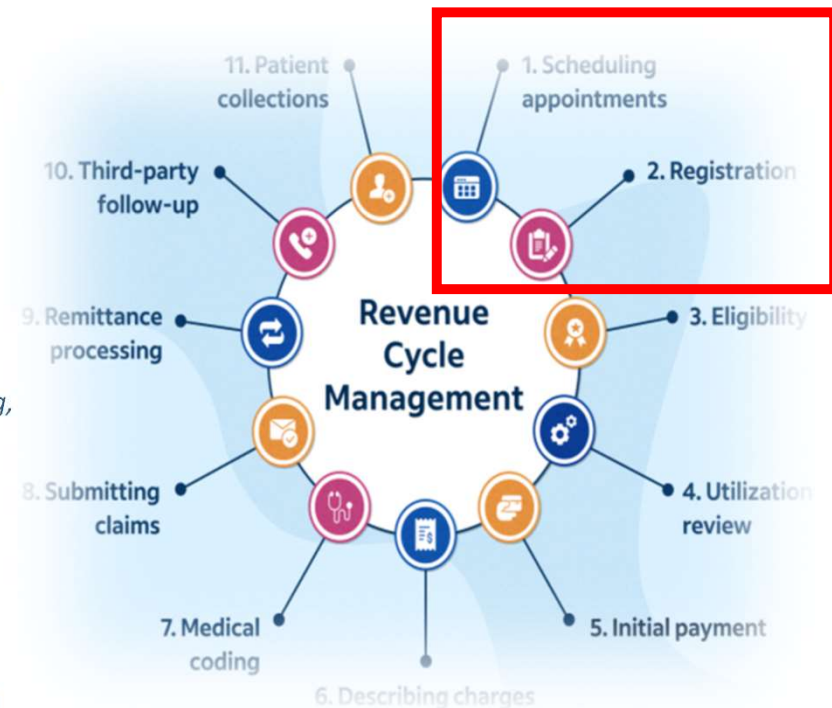 11. Patient
collections
1. Scheduling
appointments
10. Third-party
follow-up
2. Registration
9. Remittance
processing
Revenue
Cycle
Management
3. Eligibility
g,
8. Submitting
claims
4. Utilization
review
7. Medical
coding
5. Initial payment
6. Describing charges